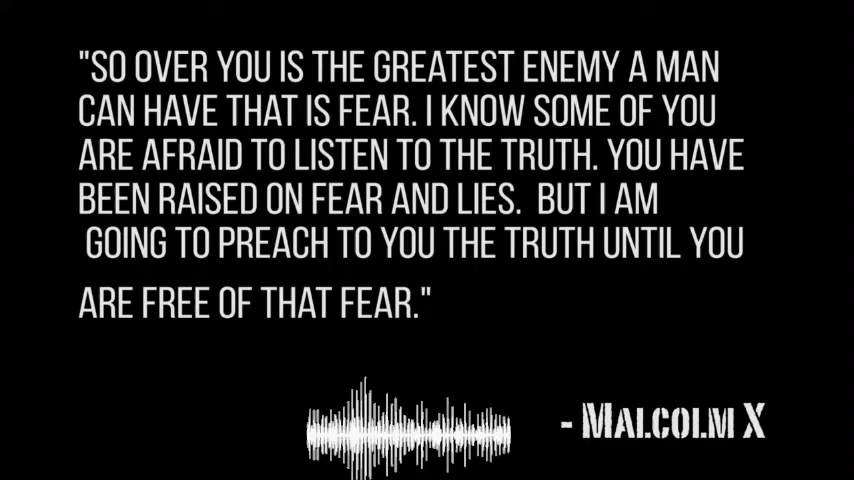 "SO OVER YOU IS THE GREATEST ENEMY A MAN
CAN HAVE THAT IS FEAR. I KNOW SOME OF YOU
ARE AFRAID TO LISTEN TO THE TRUTH. YOU HAVE
BEEN RAISED ON FEAR AND LIES. BUT I AM
GOING TO PREACH TO YOU THE TRUTH UNTIL YOU
ARE FREE OF THAT FEAR."
- MALCOLM X